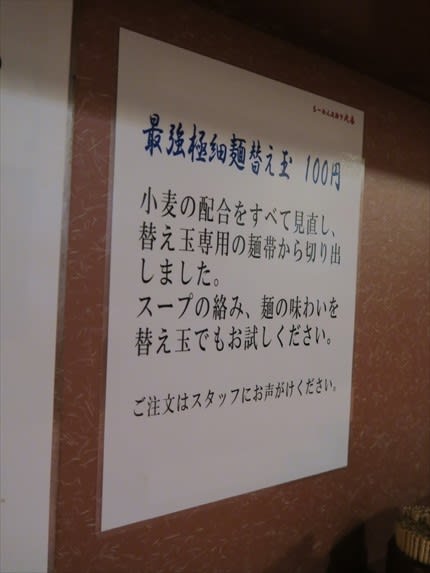 最強極細麺替え玉 100円
小麦の配合をすべて見直し、
替え玉専用の麺帯から切り出
しました。
スープの絡み、麺の味わいを
替え玉でもお試しください。
ご注文はスタッフにお声がけください。